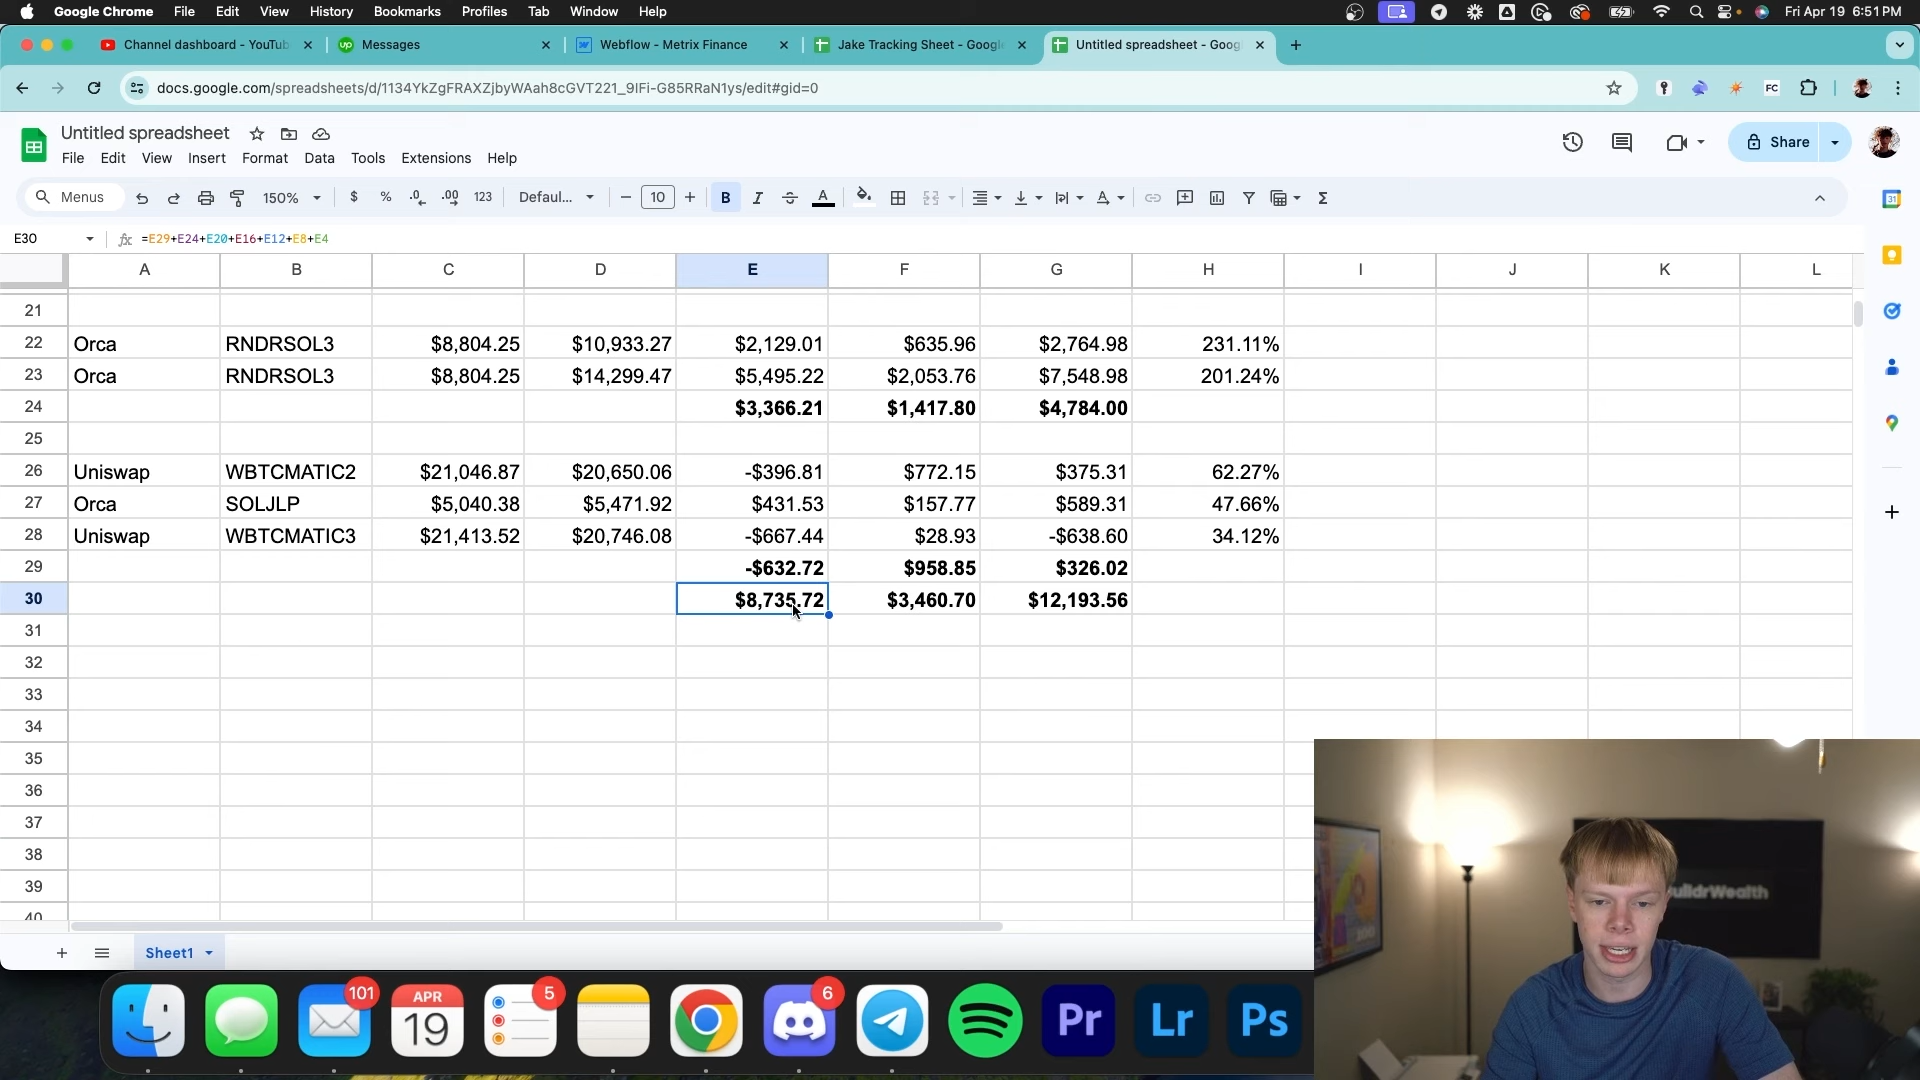 Google Chrome File Edit View History Bookmarks Profiles Tab Window Help Fri Apr 19 6:51 PM
Channel dashboard - YouTub Messages Webflow - Metrix Finance Jake Tracking Sheet - Google Untitled spreadsheet - Goog
docs.google.com/spreadsheets/d/1134YkZgFRAXZjbyWAah8cGVT221_9IFi-G85RRaN1ys/edit#gid=0 FC
Untitled spreadsheet
File Edit View Insert Format Data Tools Extensions Help
Share
Menus 150% $ % .0 .00 123 Defaul... 10 B I A
31
E30 fx =E29+E24+E20+E16+E12+E8+E4
A B C D E F G H I J K L
21
22 Orca RNDRSOL3 $8,804.25 $10,933.27 $2,129.01 $635.96 $2,764.98 231.11%
23 Orca RNDRSOL3 $8,804.25 $14,299.47 $5,495.22 $2,053.76 $7,548.98 201.24%
24 $3,366.21 $1,417.80 $4,784.00
25
26 Uniswap WBTCMATIC2 $21,046.87 $20,650.06 -$396.81 $772.15 $375.31 62.27%
27 Orca SOLJLP $5,040.38 $5,471.92 $431.53 $157.77 $589.31 47.66%
28 Uniswap WBTCMATIC3 $21,413.52 $20,746.08 -$667.44 $28.93 -$638.60 34.12%
29 -$632.72 $958.85 $326.02
30 $8,735.72 $3,460.70 $12,193.56
31
32
33
34
35
36
37
38
39
40
Sheet1
uildrWealth
101 APR 19 5 6 Pr Lr Ps